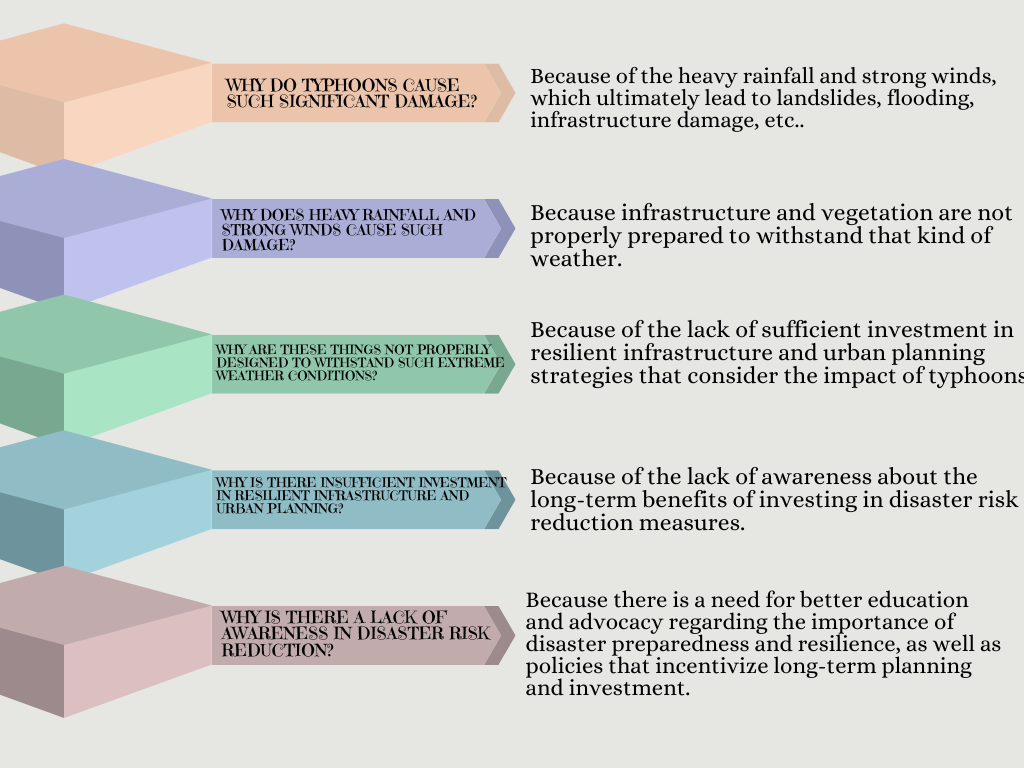 WHY DO TYPHOONS CAUSE
SUCH SIGNIFICANT DAMAGE?
Because of the heavy rainfall and strong winds,
which ultimately lead to landslides, flooding,
infrastructure damage, etc..
WHY DOES HEAVY RAINFALL AND
STRONG WINDS CAUSE SUCH
DAMAGE?
Because infrastructure and vegetation are not
properly prepared to withstand that kind of
weather.
WHY ARE THESE THINGS NOT PROPERLY
DESIGNED TO WITHSTAND SUCH EXTREME
WEATHER CONDITIONS?
Because of the lack of sufficient investment in
resilient infrastructure and urban planning
strategies that consider the impact of typhoons
WHY IS THERE INSUFFICIENT INVESTMENT
IN RESILIENT INFRASTRUCTURE AND
URBAN PLANNING?
Because of the lack of awareness about the
long-term benefits of investing in disaster risk
reduction measures.
WHY IS THERE A LACK OF
AWARENESS IN DISASTER RISK
REDUCTION?
Because there is a need for better education
and advocacy regarding the importance of
disaster preparedness and resilience, as well as
policies that incentivize long-term planning
and investment.